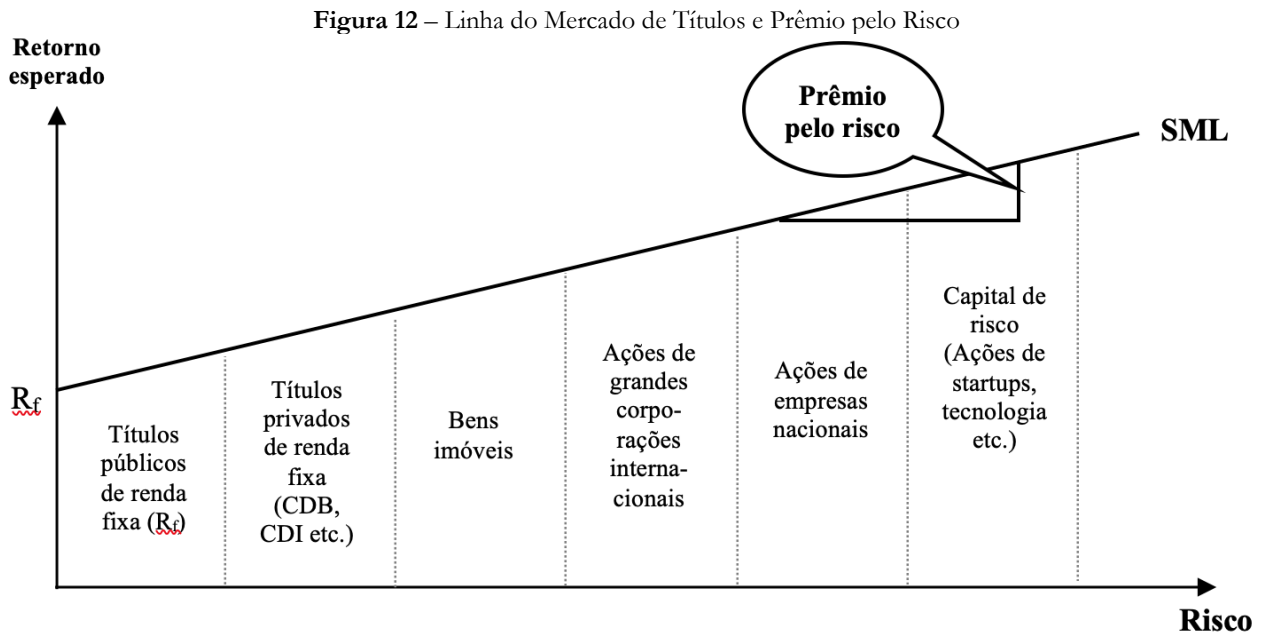 Figura 12 – Linha do Mercado de Títulos e Prêmio pelo Risco
Retorno
esperado
Prêmio
pelo risco
SML
Rf
Títulos
públicos
de renda
fixa (Rf)
Títulos
privados
de renda
fixa
(CDB,
CDI etc.)
Bens
imóveis
Ações de
grandes
corpo-
rações
interna-
cionais
Ações de
empresas
nacionais
Capital de
risco
(Ações de
startups,
tecnologia
etc.)
Risco